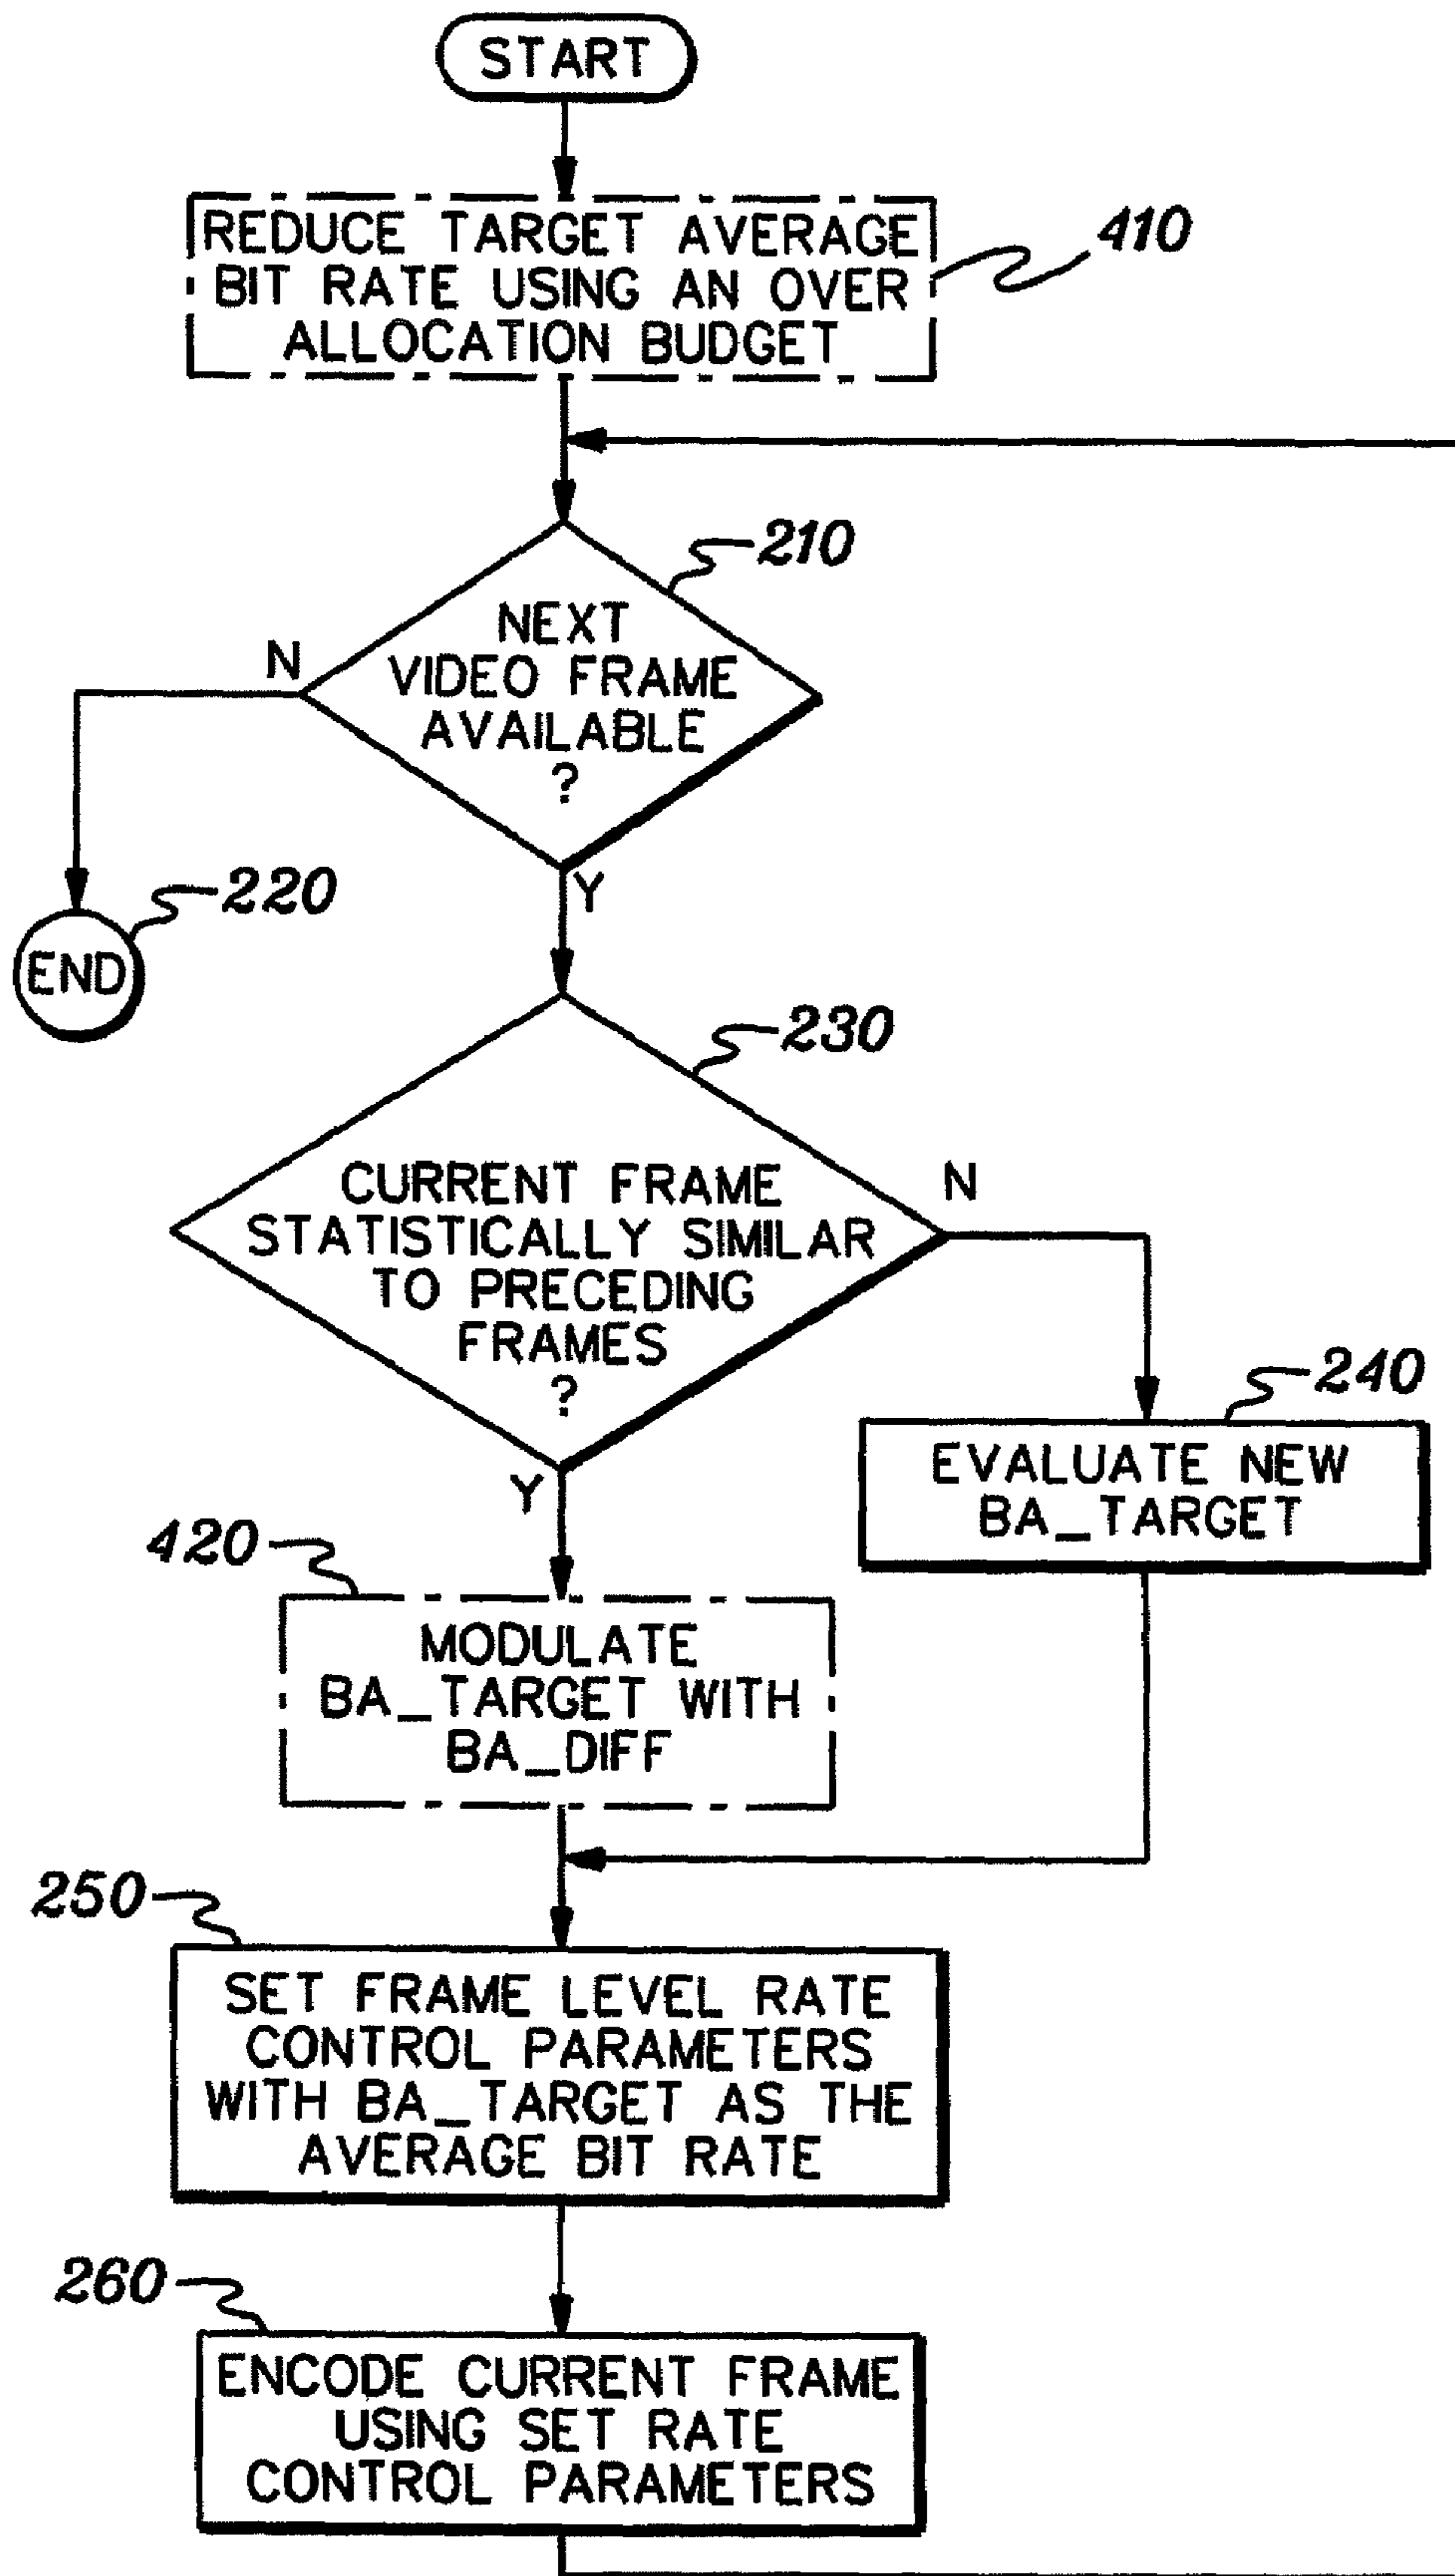 START
REDUCE TARGET AVERAGE
BIT RATE USING AN OVER
ALLOCATION BUDGET
410
210
NEXT
VIDEO FRAME
AVAILABLE
?
N
Y
220
END
230
CURRENT FRAME
STATISTICALLY SIMILAR
TO PRECEDING
FRAMES
?
N
Y
240
EVALUATE NEW
BA_TARGET
420
MODULATE
BA_TARGET WITH
BA_DIFF
250
SET FRAME LEVEL RATE
CONTROL PARAMETERS
WITH BA_TARGET AS THE
AVERAGE BIT RATE
260
ENCODE CURRENT FRAME
USING SET RATE
CONTROL PARAMETERS